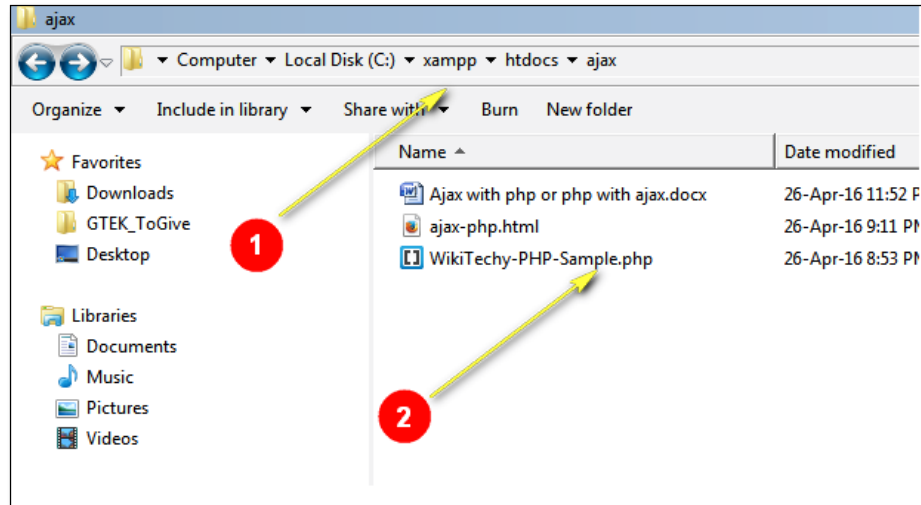 ajax
Computer Local Disk (C:) xampp htdocs ajax
Organize Include in library Share with Burn New folder
Favorites
Downloads
GTEK_ToGive
Desktop
Libraries
Documents
Music
Pictures
Videos
1
Name Date modified
Ajax with php or php with ajax.docx 26-Apr-16 11:52 P
ajax-php.html 26-Apr-16 9:11 PM
WikiTechy-PHP-Sample.php 26-Apr-16 8:53 PM
2